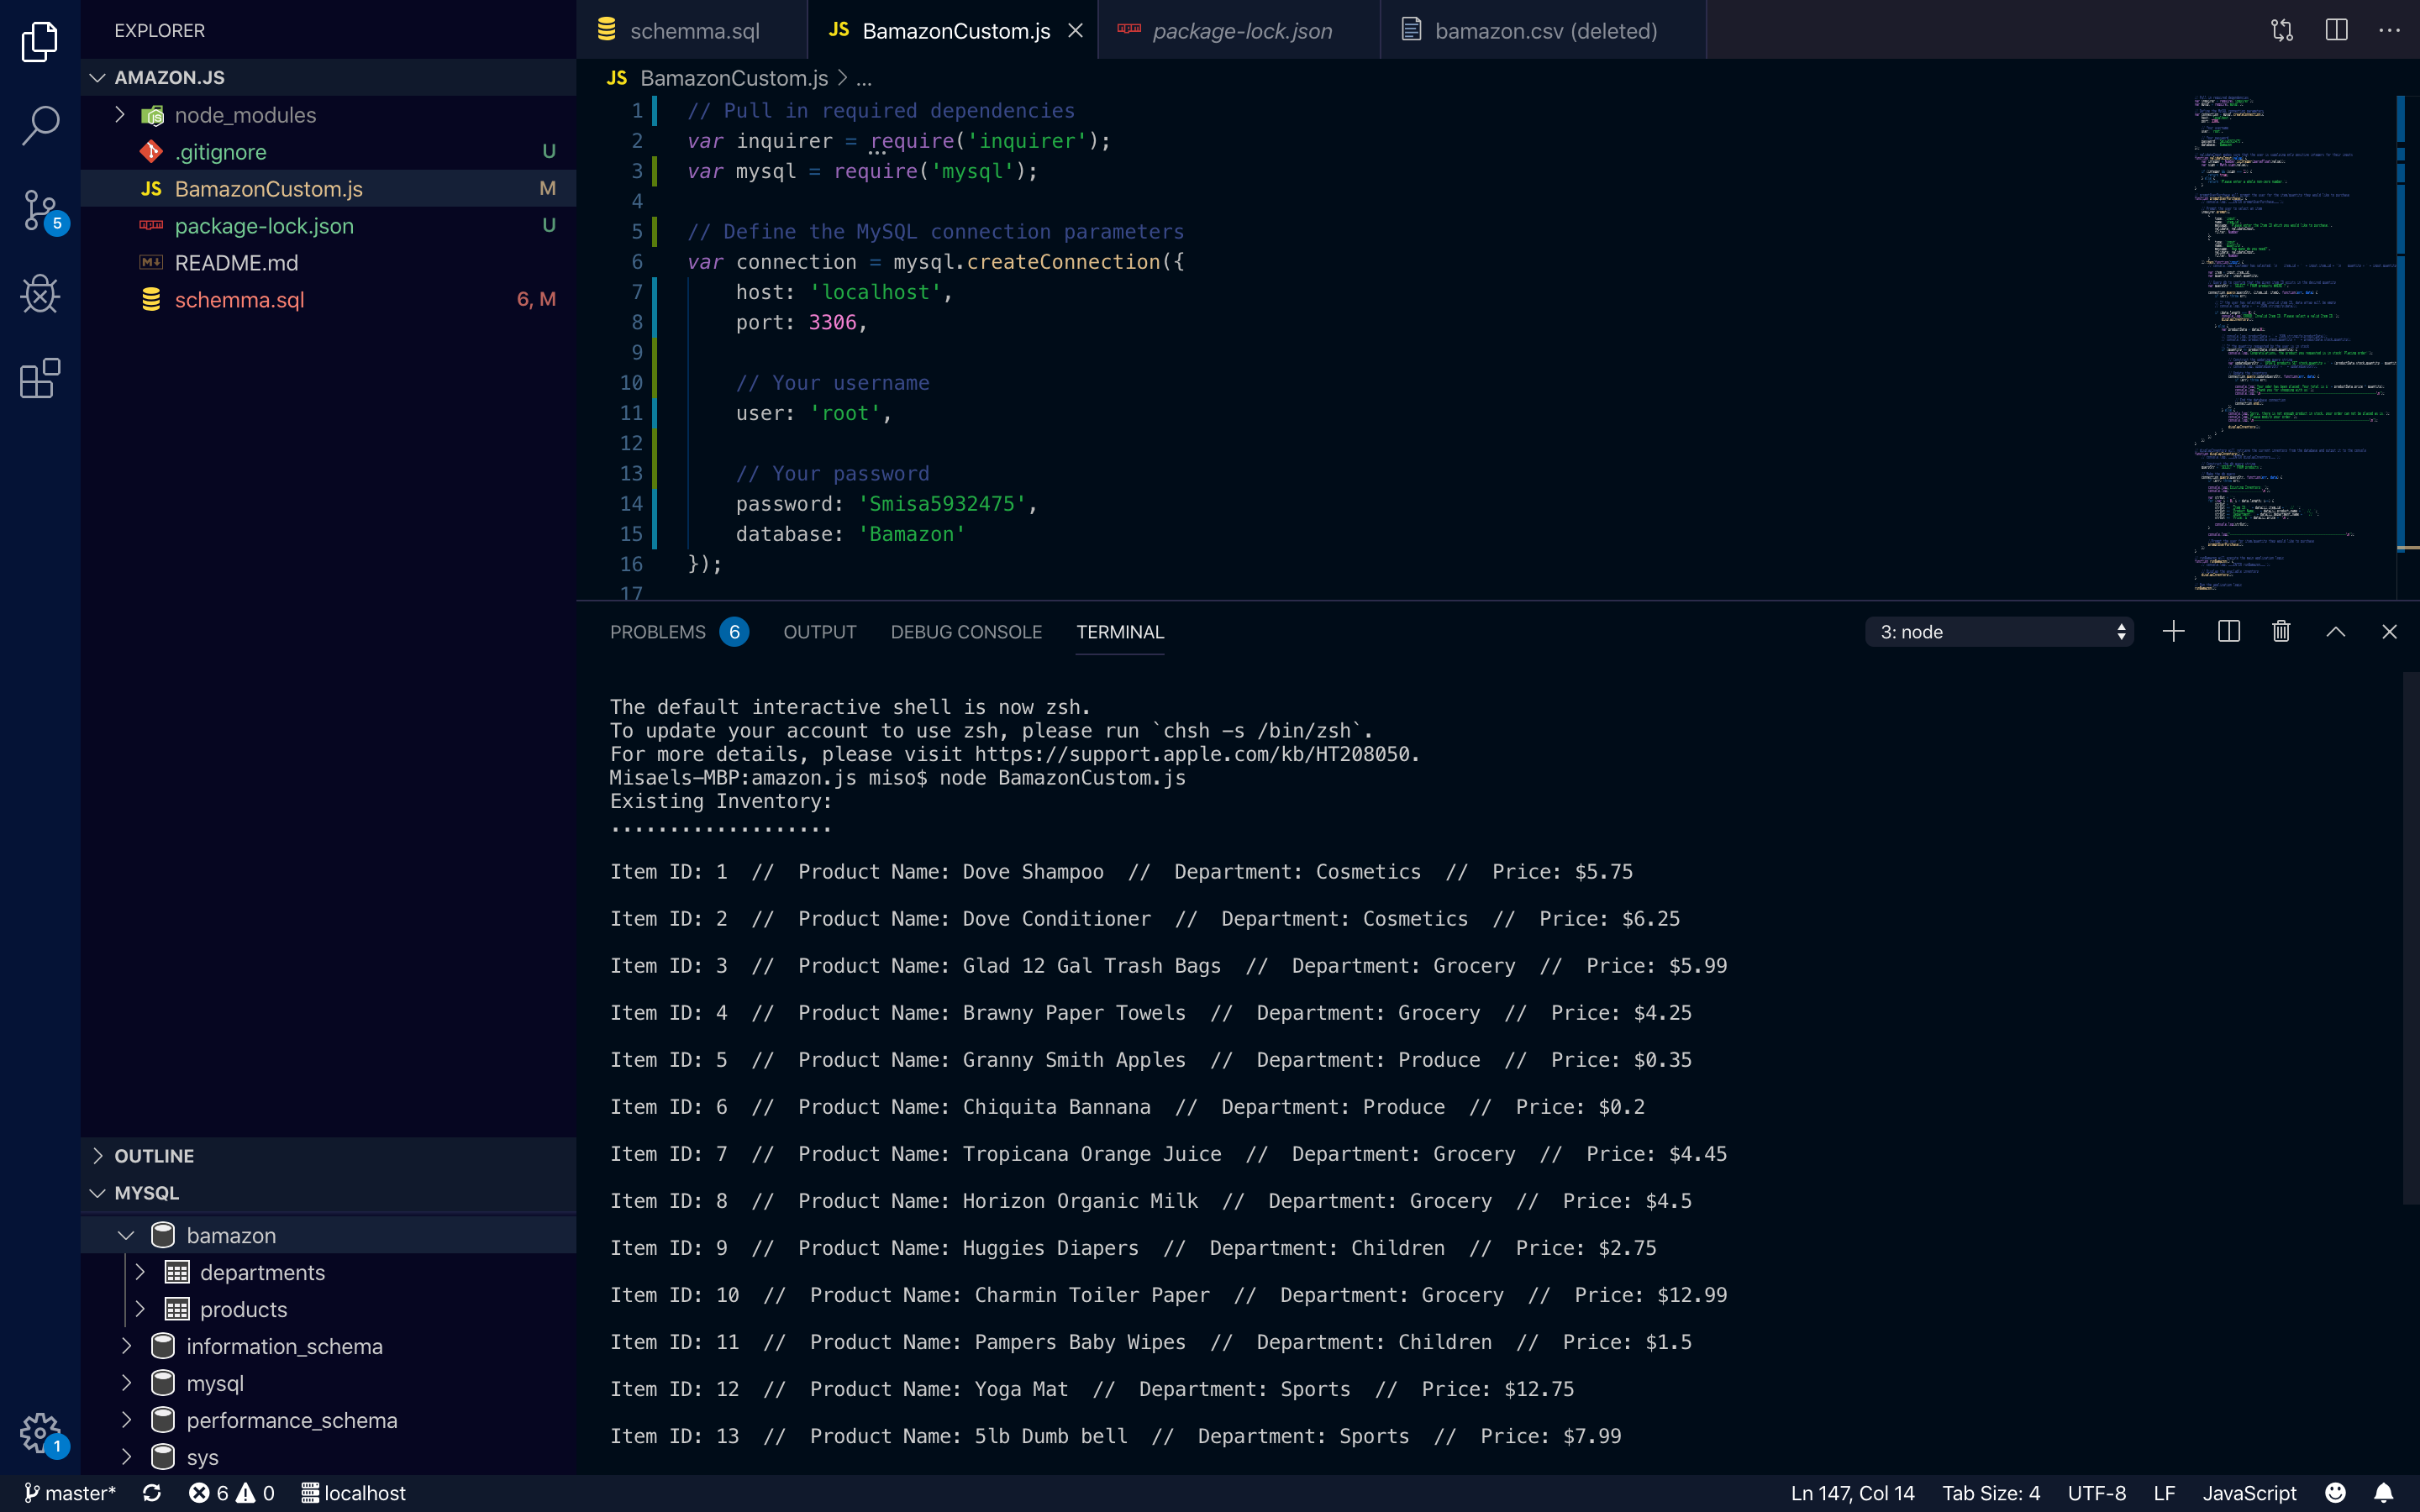 EXPLORER
AMAZON.JS
node_modules
.gitignore U
JS BamazonCustom.js M
package-lock.json U
README.md
schemma.sql 6, M
5
OUTLINE
MYSQL
bamazon
departments
products
information_schema
mysql
performance_schema
sys
1
schemma.sql
JS BamazonCustom.js
package-lock.json
bamazon.csv (deleted)
JS BamazonCustom.js > ...
1 // Pull in required dependencies
2 var inquirer = require('inquirer');
3 var mysql = require('mysql');
4
5 // Define the MySQL connection parameters
6 var connection = mysql.createConnection({
7 host: 'localhost',
8 port: 3306,
9
10 // Your username
11 user: 'root',
12
13 // Your password
14 password: 'Smisa5932475',
15 database: 'Bamazon'
16 });
17
PROBLEMS 6 OUTPUT DEBUG CONSOLE TERMINAL 3: node
The default interactive shell is now zsh.
To update your account to use zsh, please run `chsh -s /bin/zsh`.
For more details, please visit https://support.apple.com/kb/HT208050.
Misaels-MBP:amazon.js miso$ node BamazonCustom.js
Existing Inventory:
...................
Item ID: 1 // Product Name: Dove Shampoo // Department: Cosmetics // Price: $5.75
Item ID: 2 // Product Name: Dove Conditioner // Department: Cosmetics // Price: $6.25
Item ID: 3 // Product Name: Glad 12 Gal Trash Bags // Department: Grocery // Price: $5.99
Item ID: 4 // Product Name: Brawny Paper Towels // Department: Grocery // Price: $4.25
Item ID: 5 // Product Name: Granny Smith Apples // Department: Produce // Price: $0.35
Item ID: 6 // Product Name: Chiquita Bannana // Department: Produce // Price: $0.2
Item ID: 7 // Product Name: Tropicana Orange Juice // Department: Grocery // Price: $4.45
Item ID: 8 // Product Name: Horizon Organic Milk // Department: Grocery // Price: $4.5
Item ID: 9 // Product Name: Huggies Diapers // Department: Children // Price: $2.75
Item ID: 10 // Product Name: Charmin Toiler Paper // Department: Grocery // Price: $12.99
Item ID: 11 // Product Name: Pampers Baby Wipes // Department: Children // Price: $1.5
Item ID: 12 // Product Name: Yoga Mat // Department: Sports // Price: $12.75
Item ID: 13 // Product Name: 5lb Dumb bell // Department: Sports // Price: $7.99
master* 6 0 localhost Ln 147, Col 14 Tab Size: 4 UTF-8 LF JavaScript